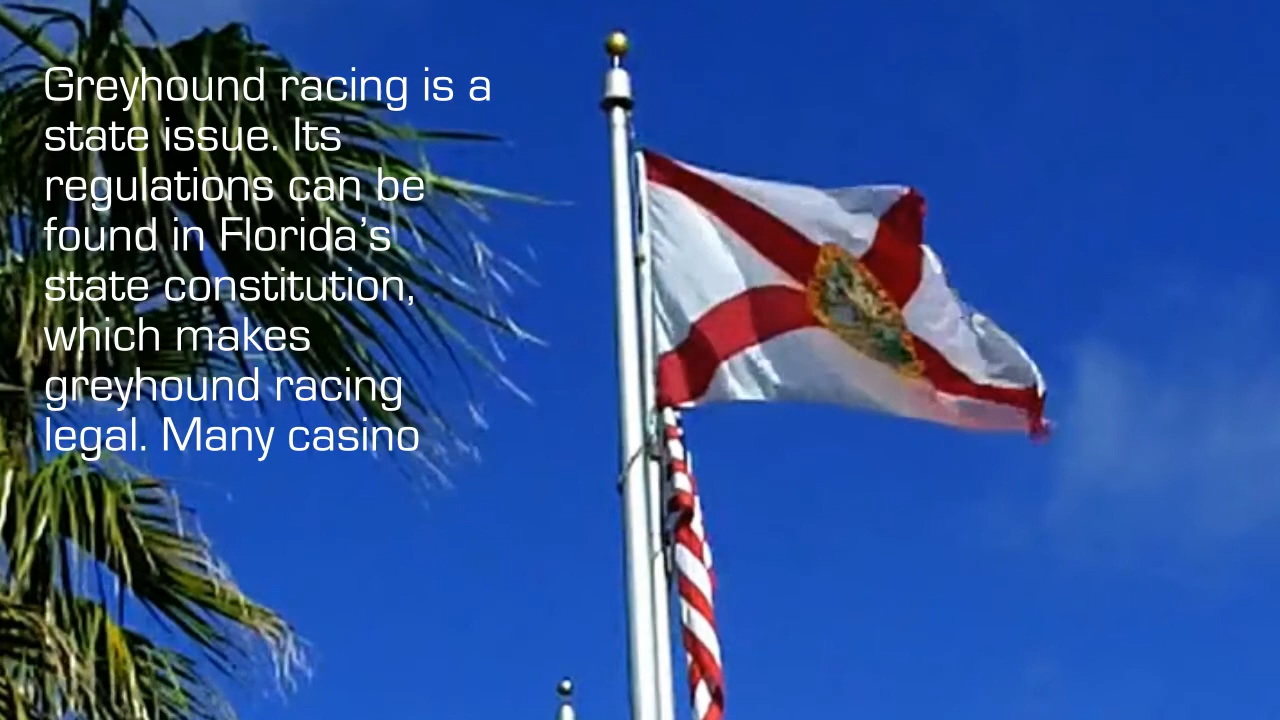 Greyhound racing is a
state issue. Its
regulations can be
found in Florida’s
state constitution,
which makes
greyhound racing
legal. Many casino